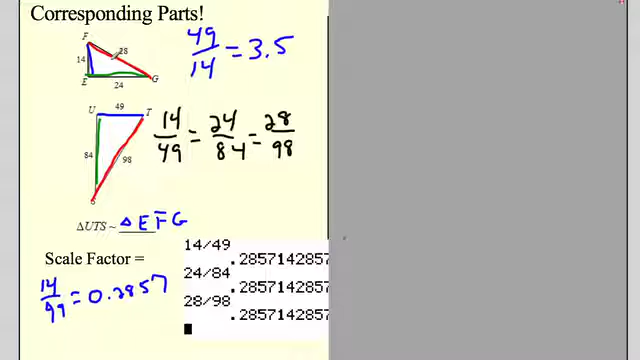 Corresponding Parts!
F
28
14
E
G
24
49/14 = 3.5
U
49
T
84
98
S
14/49 = 24/84 = 28/98
ΔUTS ~ Δ EFG
Scale Factor =
14/49 = 0.2857
14/49
.2857142857
24/84
.2857142857
28/98
.2857142857